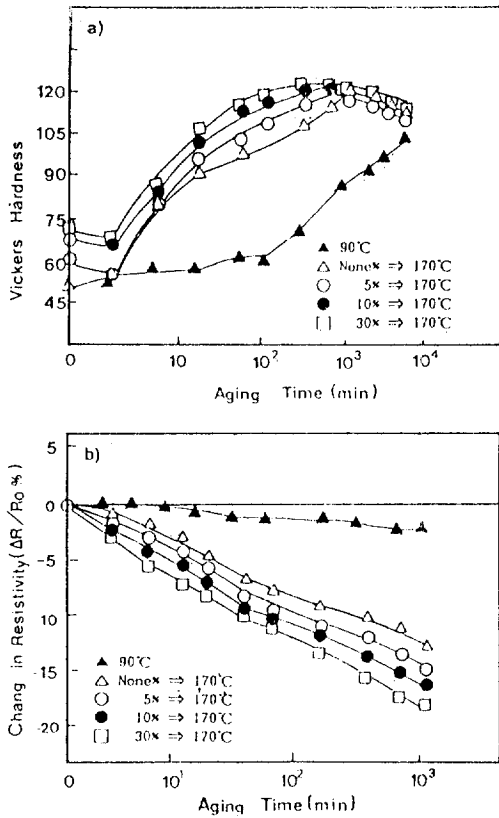 a)
120
105
90
75
60
45
Vickers Hardness
▲ 90℃
△ None% ⇒ 170℃
○ 5% ⇒ 170℃
● 10% ⇒ 170℃
□ 30% ⇒ 170℃
0 10 10² 10³ 10⁴
Aging Time (min)
b)
5
0
-5
-10
-15
-20
Chang in Resistivity(ΔR/Ro%)
▲ 90℃
△ None% ⇒ 170℃
○ 5% ⇒ 170℃
● 10% ⇒ 170℃
□ 30% ⇒ 170℃
0 10¹ 10² 10³
Aging Time(min)